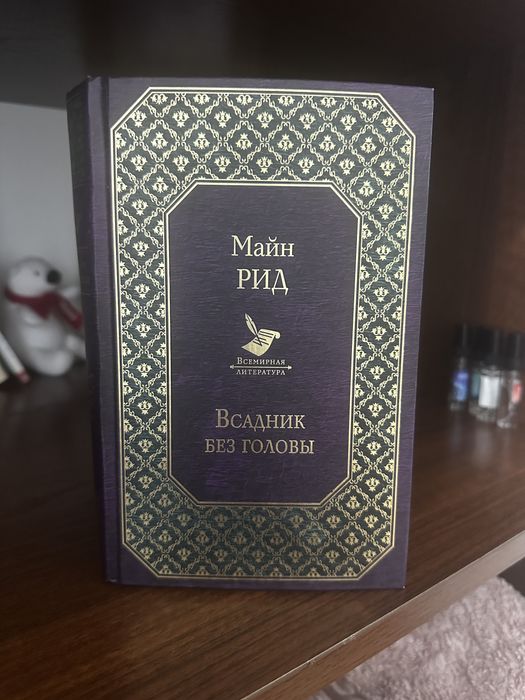 Майн
РИД
Всемирная
литература
Всадник
без головы